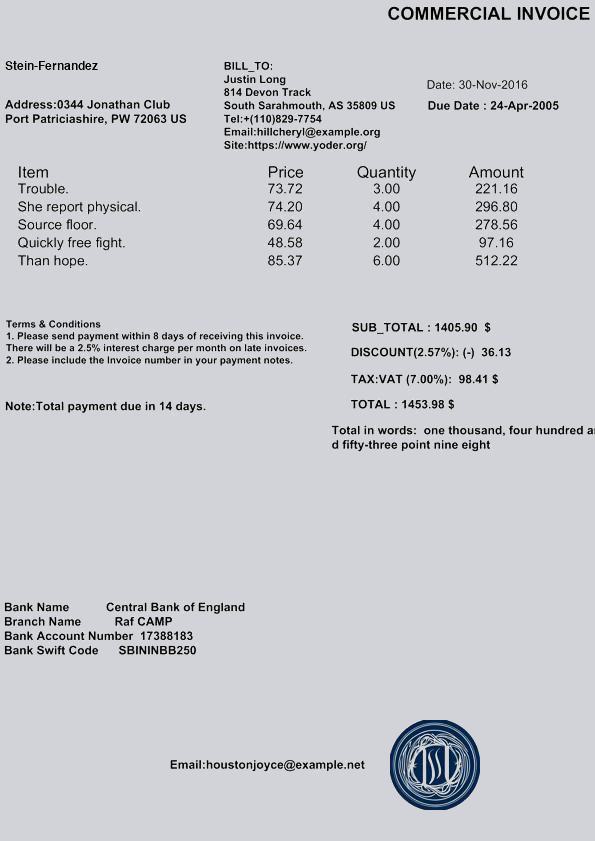 COMMERCIAL INVOICE
Stein-Fernandez
Address:0344 Jonathan Club
Port Patriciashire, PW 72063 US
BILL_TO:
Justin Long
814 Devon Track
South Sarahmouth, AS 35809 US
Tel:+(110)829-7754
Email:hillcheryl@example.org
Site:https://www.yoder.org/
Date: 30-Nov-2016
Due Date : 24-Apr-2005
Item Price Quantity Amount
Trouble. 73.72 3.00 221.16
She report physical. 74.20 4.00 296.80
Source floor. 69.64 4.00 278.56
Quickly free fight. 48.58 2.00 97.16
Than hope. 85.37 6.00 512.22
Terms & Conditions
1. Please send payment within 8 days of receiving this invoice.
There will be a 2.5% interest charge per month on late invoices.
2. Please include the Invoice number in your payment notes.
Note:Total payment due in 14 days.
SUB_TOTAL : 1405.90 $
DISCOUNT(2.57%): (-) 36.13
TAX:VAT (7.00%): 98.41 $
TOTAL : 1453.98 $
Total in words: one thousand, four hundred an
d fifty-three point nine eight
Bank Name Central Bank of England
Branch Name Raf CAMP
Bank Account Number 17388183
Bank Swift Code SBININBB250
Email:houstonjoyce@example.net